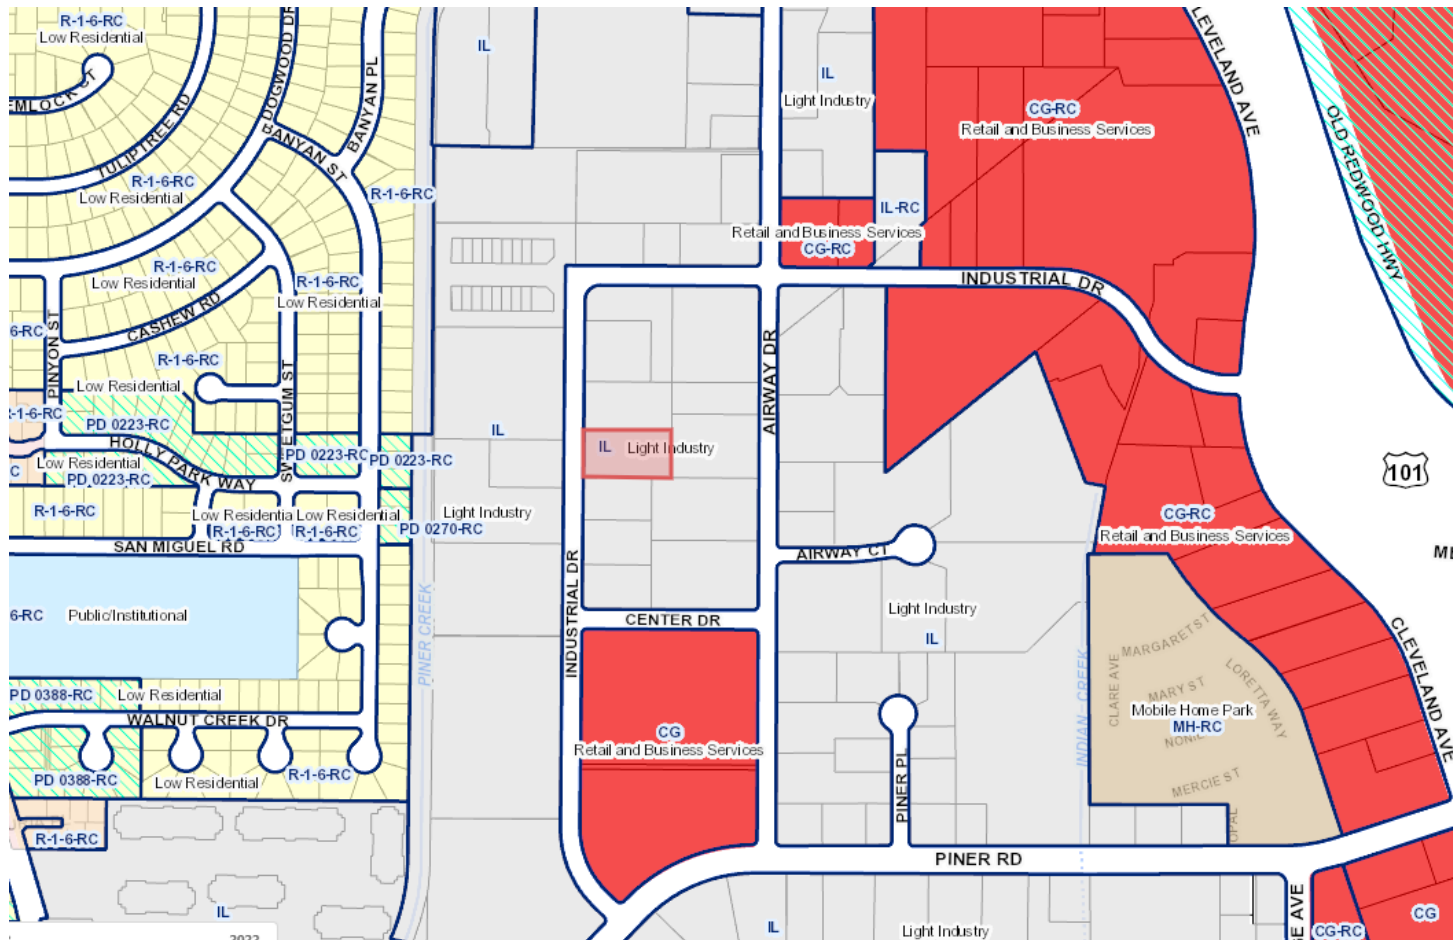 R-1-6-RC
Low Residential
DOGWOOD DR
IL
CLEVELAND AVE
HEMLOCK CT
BANYAN PL
IL
Light Industry
CG-RC
Retail and Business Services
TULIPTREE RD
BANYAN ST
OLD REDWOOD HWY
R-1-6-RC
Low Residential
R-1-6-RC
IL-RC
Retail and Business Services
CG-RC
R-1-6-RC
Low Residential
R-1-6-RC
Low Residential
INDUSTRIAL DR
CASHEW RD
6-RC
PINYON ST
R-1-6-RC
AIRWAY DR
Low Residential
SWEETGUM ST
-1-6-RC
PD 0223-RC
IL
HOLLY PARK WAY
IL
Light Industry
PD 0223-RC
PD 0223-RC
Low Residential
C
PD 0223-RC
101
R-1-6-RC
Low Residentia
Low Residential
Light Industry
CG-RC
R-1-6-RC
R-1-6-RC
PD 0270-RC
Retail and Business Services
SAN MIGUEL RD
AIRWAY CT
ME
6-RC
Public/Institutional
PINER CREEK
INDUSTRIAL DR
CENTER DR
Light Industry
IL
MARGARET ST
CLEVELAND AVE
PD 0388-RC
Low Residential
INDIAN - CREEK
CLARE AVE
LORETTA WAY
MARY ST
WALNUT CREEK DR
Mobile Home Park
MH-RC
CG
Retail and Business Services
NONIE
PD 0388-RC
Low Residential
R-1-6-RC
PINER PL
MERCIE ST
OPAL
R-1-6-RC
PINER RD
IL
IL
Light Industry
GE AVE
CG-RC
CG
2022